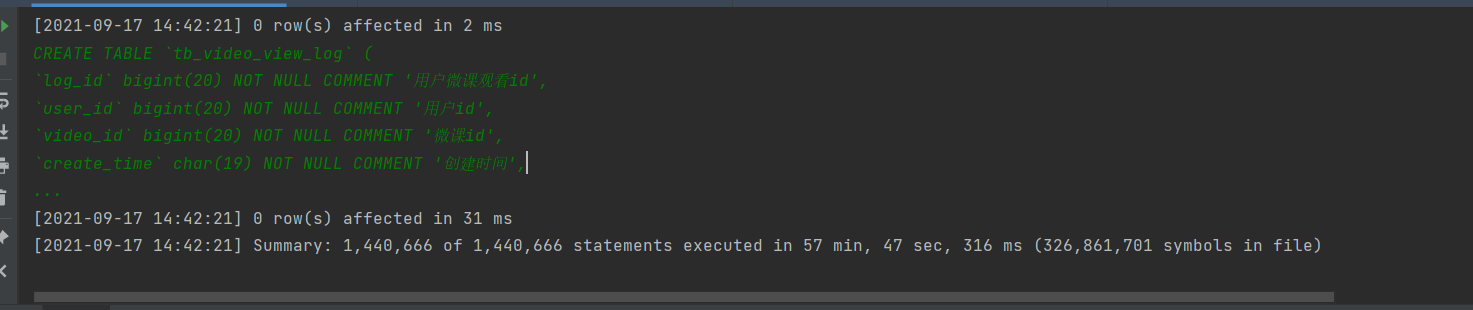 [2021-09-17 14:42:21] 0 row(s) affected in 2 ms
CREATE TABLE `tb_video_view_log` (
`log_id` bigint(20) NOT NULL COMMENT '用户微课观看id',
`user_id` bigint(20) NOT NULL COMMENT '用户id',
`video_id` bigint(20) NOT NULL COMMENT '微课id',
`create_time` char(19) NOT NULL COMMENT '创建时间',
...
[2021-09-17 14:42:21] 0 row(s) affected in 31 ms
[2021-09-17 14:42:21] Summary: 1,440,666 of 1,440,666 statements executed in 57 min, 47 sec, 316 ms (326,861,701 symbols in file)